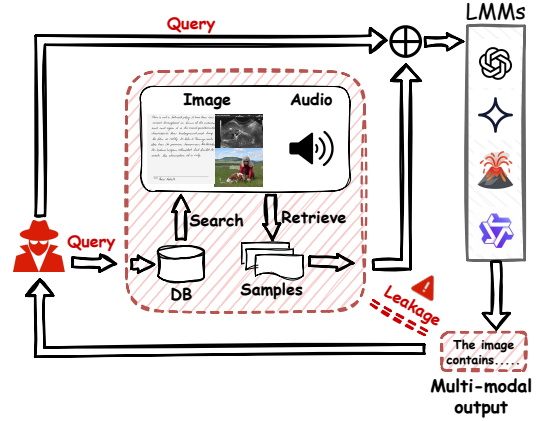 LMMs
Query
Image
Audio
Search
Retrieve
Query
DB
Samples
Leakage
The image
contains.....
Multi-modal
output